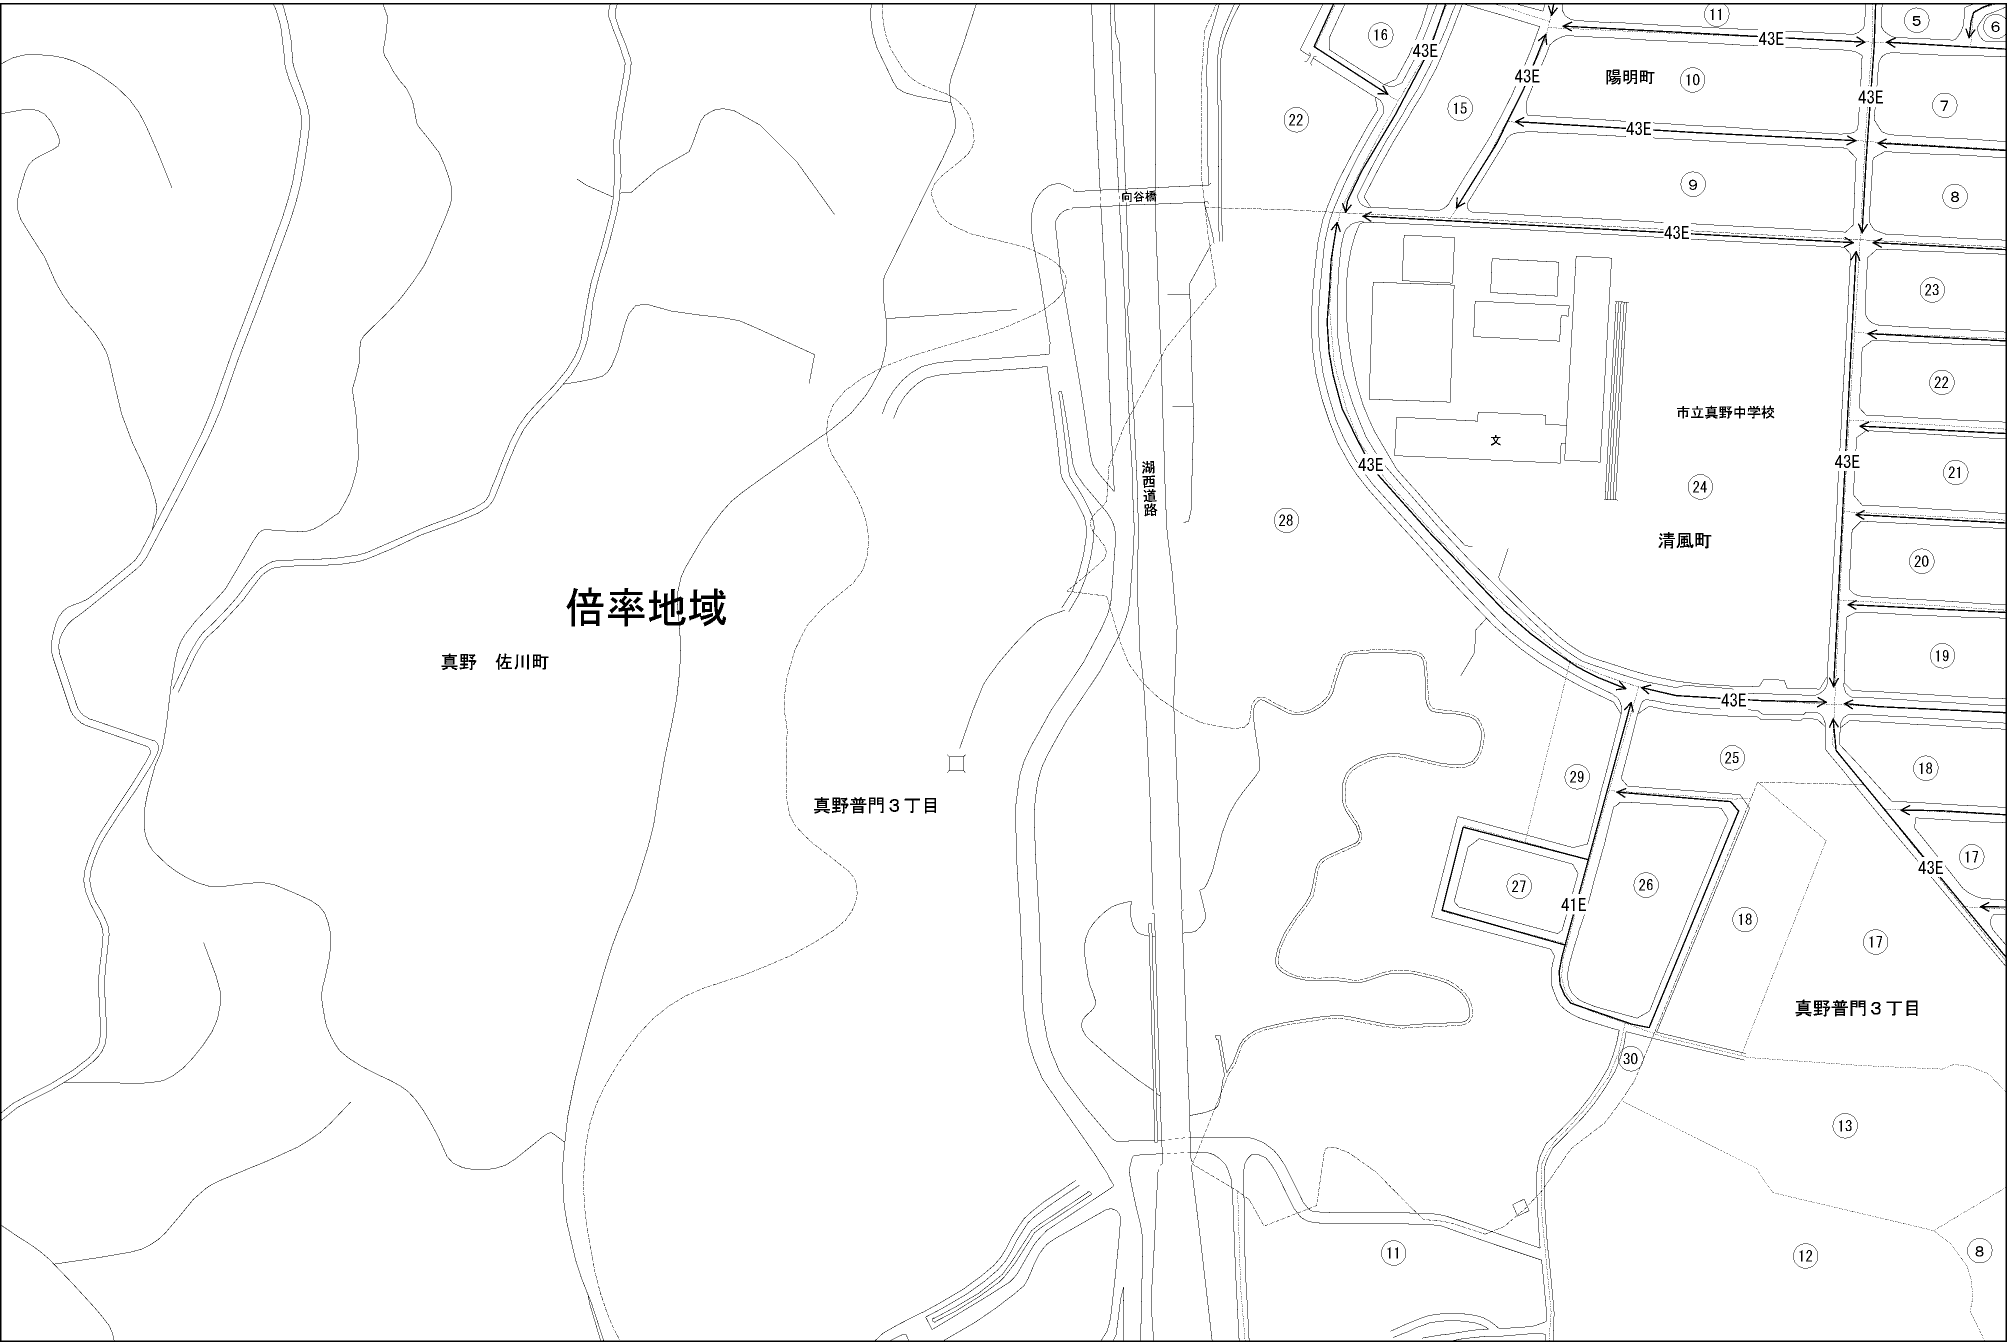 ⑪
⑤
⑥
⑯
43E
43E
43E
陽明町
⑩
43E
⑮
⑦
㉒
43E
⑨
⑧
向谷橋
43E
㉓
㉒
市立真野中学校
文
43E
43E
湖西道路
㉔
㉑
㉘
清風町
⑳
倍率地域
真野　佐川町
⑲
43E
㉕
⑱
㉙
真野普門３丁目
⑰
43E
㉗
㉖
41E
⑱
⑰
真野普門３丁目
㉚
⑬
⑪
⑫
⑧